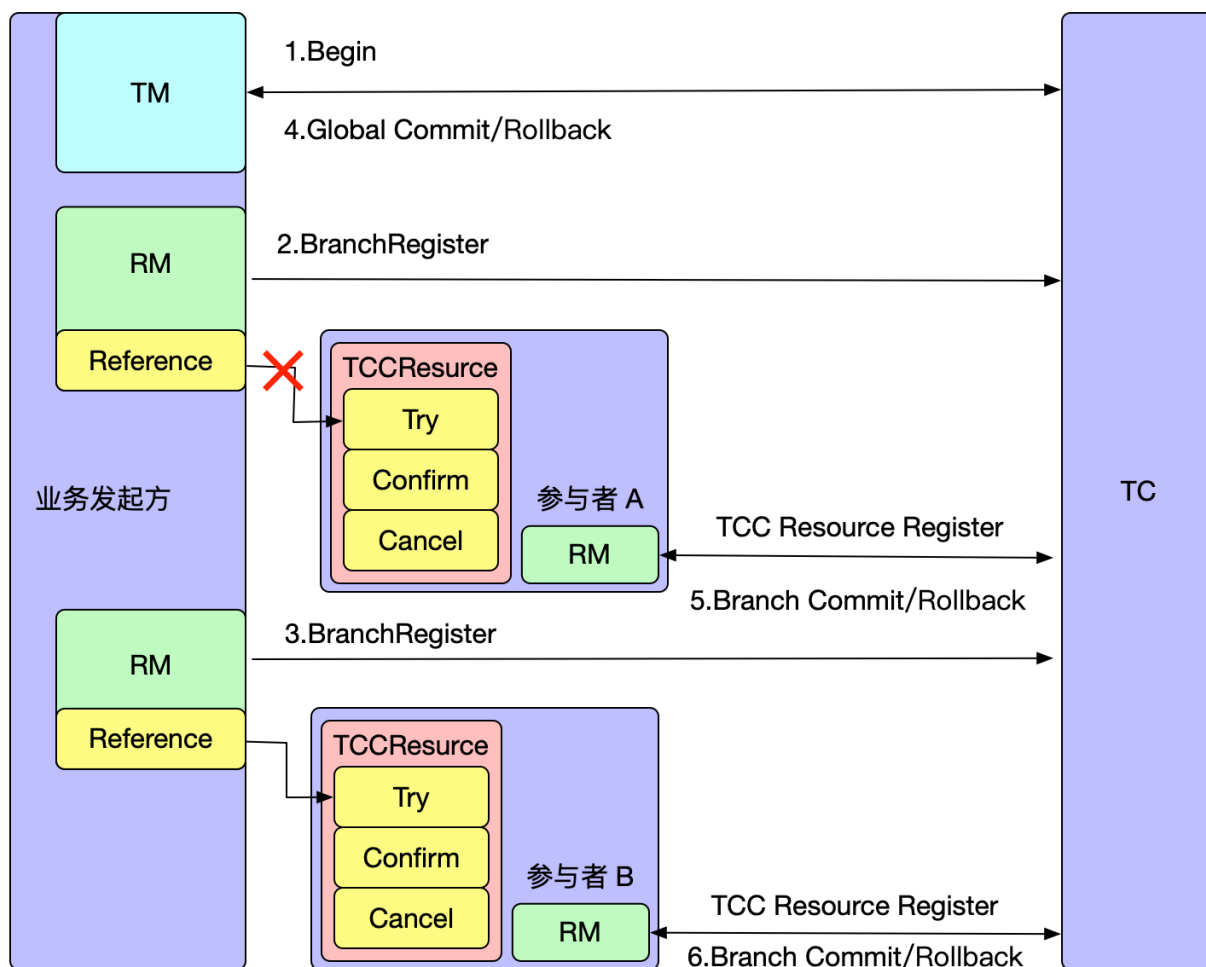 TM
1.Begin
4.Global Commit/Rollback
RM
2.BranchRegister
Reference
TCCResurce
Try
Confirm
Cancel
参与者 A
RM
TCC Resource Register
5.Branch Commit/Rollback
业务发起方
TC
RM
3.BranchRegister
Reference
TCCResurce
Try
Confirm
Cancel
参与者 B
RM
TCC Resource Register
6.Branch Commit/Rollback